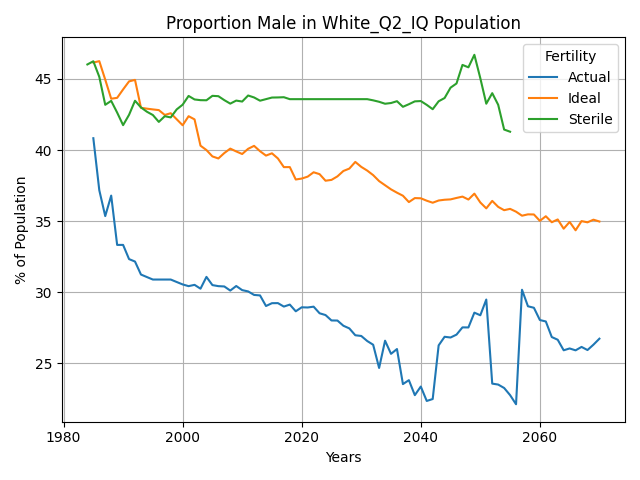 Proportion Male in White_Q2_IQ Population
% of Population
45
40
35
30
25
1980
2000
2020
2040
2060
Years
Fertility
Actual
Ideal
Sterile